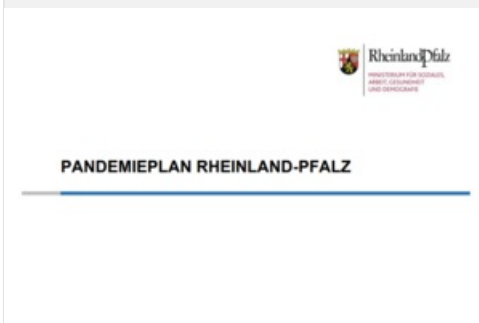 RheinlandPfalz
MINISTERIUM FÜR SOZIALES,
ARBEIT, GESUNDHEIT
UND DEMOGRAFIE
PANDEMIEPLAN RHEINLAND-PFALZ